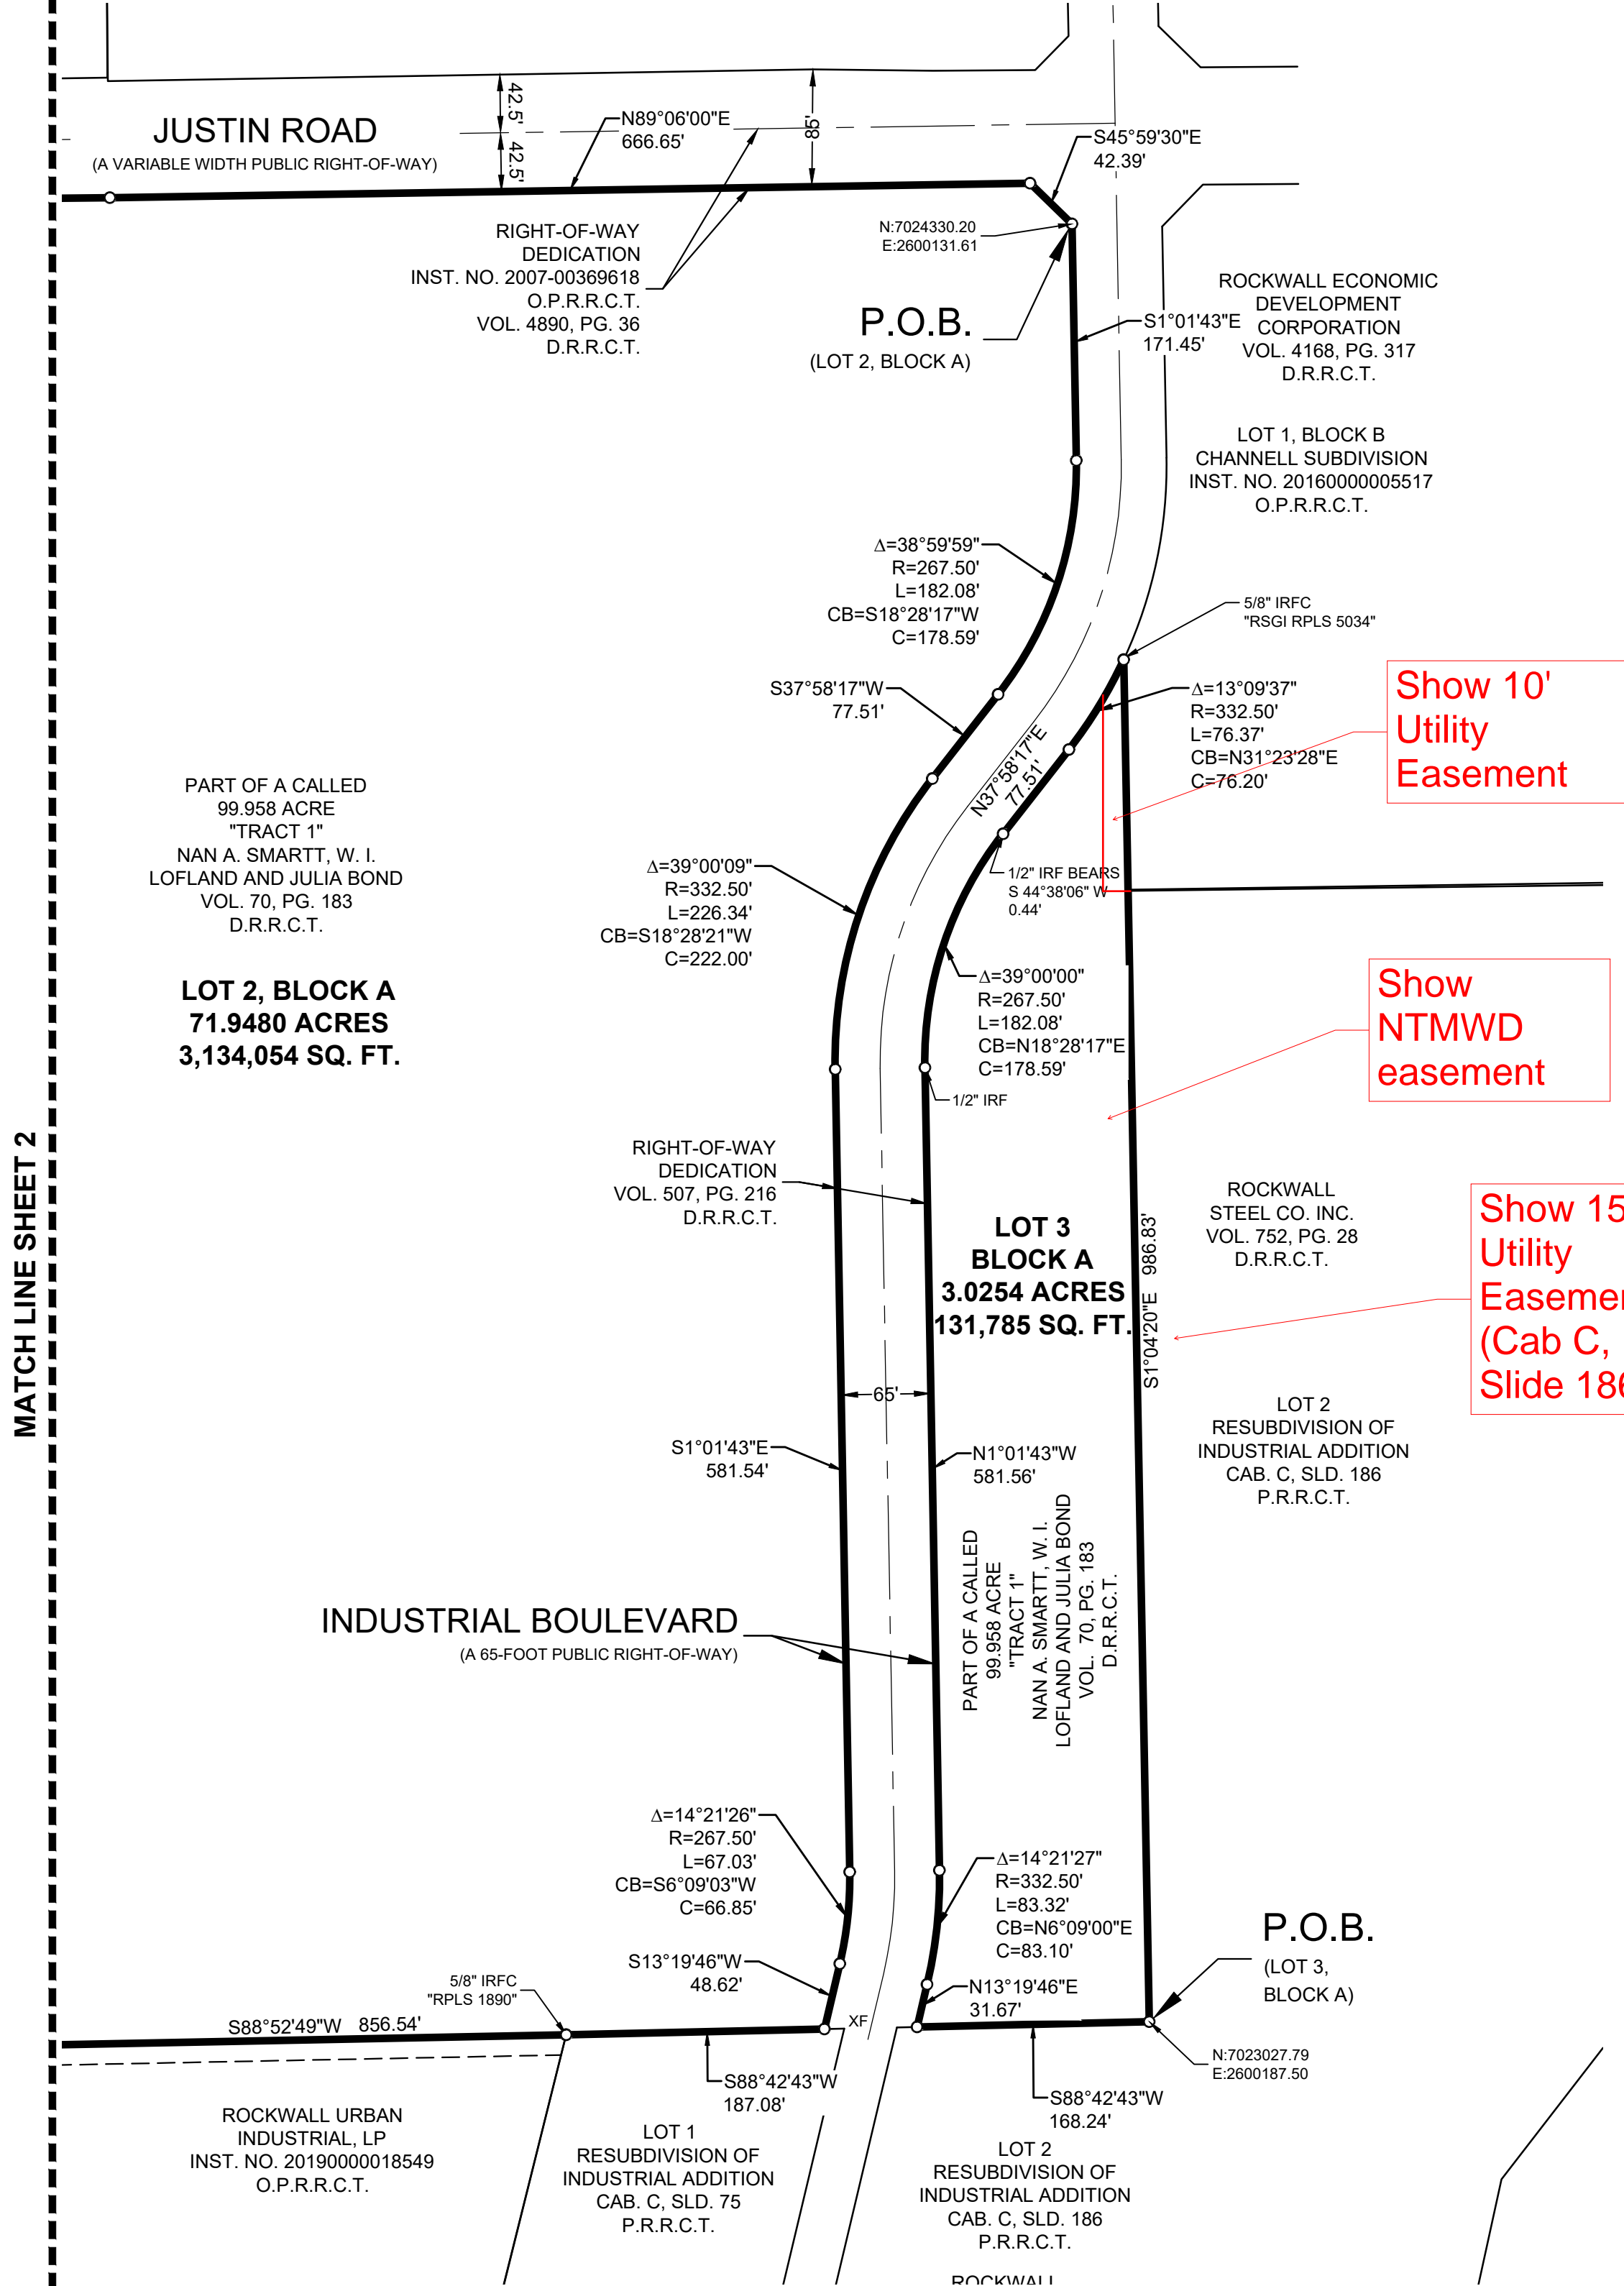 JUSTIN ROAD
(A VARIABLE WIDTH PUBLIC RIGHT-OF-WAY)
42.5'
42.5'
N89°06'00"E
666.65'
85'
S45°59'30"E
42.39'
RIGHT-OF-WAY
DEDICATION
INST. NO. 2007-00369618
O.P.R.R.C.T.
VOL. 4890, PG. 36
D.R.R.C.T.
N:7024330.20
E:2600131.61
P.O.B.
(LOT 2, BLOCK A)
S1°01'43"E
171.45'
ROCKWALL ECONOMIC
DEVELOPMENT
CORPORATION
VOL. 4168, PG. 317
D.R.R.C.T.
LOT 1, BLOCK B
CHANNELL SUBDIVISION
INST. NO. 20160000005517
O.P.R.R.C.T.
Δ=38°59'59"
R=267.50'
L=182.08'
CB=S18°28'17"W
C=178.59'
5/8" IRFC
"RSGI RPLS 5034"
S37°58'17"W
77.51'
Δ=13°09'37"
R=332.50'
L=76.37'
CB=N31°23'28"E
C=76.20'
Show 10'
Utility
Easement
N37°58'17"E
77.51'
PART OF A CALLED
99.958 ACRE
"TRACT 1"
NAN A. SMARTT, W. I.
LOFLAND AND JULIA BOND
VOL. 70, PG. 183
D.R.R.C.T.
LOT 2, BLOCK A
71.9480 ACRES
3,134,054 SQ. FT.
Δ=39°00'09"
R=332.50'
L=226.34'
CB=S18°28'21"W
C=222.00'
1/2" IRF BEARS
S 44°38'06" W
0.44'
Δ=39°00'00"
R=267.50'
L=182.08'
CB=N18°28'17"E
C=178.59'
1/2" IRF
Show
NTMWD
easement
MATCH LINE SHEET 2
RIGHT-OF-WAY
DEDICATION
VOL. 507, PG. 216
D.R.R.C.T.
LOT 3
BLOCK A
3.0254 ACRES
131,785 SQ. FT.
S1°04'20"E 986.83'
ROCKWALL
STEEL CO. INC.
VOL. 752, PG. 28
D.R.R.C.T.
Show 15
Utility
Easemen
(Cab C,
Slide 186
65'
LOT 2
RESUBDIVISION OF
INDUSTRIAL ADDITION
CAB. C, SLD. 186
P.R.R.C.T.
S1°01'43"E
581.54'
N1°01'43"W
581.56'
PART OF A CALLED
99.958 ACRE
"TRACT 1"
NAN A. SMARTT, W. I.
LOFLAND AND JULIA BOND
VOL. 70, PG. 183
D.R.R.C.T.
INDUSTRIAL BOULEVARD
(A 65-FOOT PUBLIC RIGHT-OF-WAY)
Δ=14°21'26"
R=267.50'
L=67.03'
CB=S6°09'03"W
C=66.85'
Δ=14°21'27"
R=332.50'
L=83.32'
CB=N6°09'00"E
C=83.10'
P.O.B.
(LOT 3,
BLOCK A)
S13°19'46"W
48.62'
N13°19'46"E
31.67'
5/8" IRFC
"RPLS 1890"
XF
S88°52'49"W 856.54'
N:7023027.79
E:2600187.50
S88°42'43"W
187.08'
S88°42'43"W
168.24'
ROCKWALL URBAN
INDUSTRIAL, LP
INST. NO. 20190000018549
O.P.R.R.C.T.
LOT 1
RESUBDIVISION OF
INDUSTRIAL ADDITION
CAB. C, SLD. 75
P.R.R.C.T.
LOT 2
RESUBDIVISION OF
INDUSTRIAL ADDITION
CAB. C, SLD. 186
P.R.R.C.T.
ROCKWALL